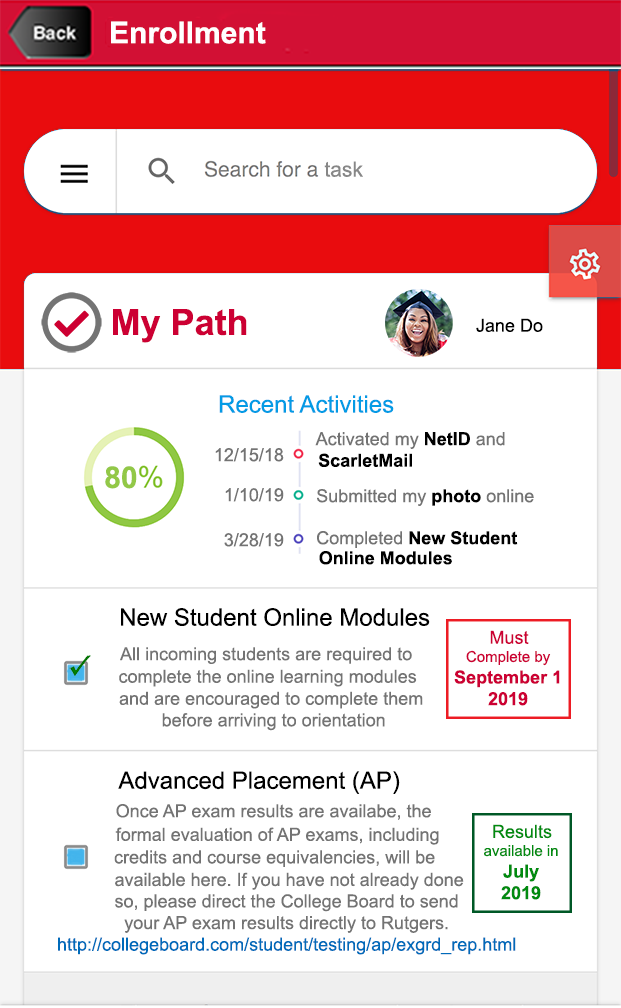 Back
Enrollment
Search for a task
My Path
Jane Do
Recent Activities
80%
12/15/18
Activated my NetID and
ScarletMail
1/10/19
Submitted my photo online
3/28/19
Completed New Student
Online Modules
New Student Online Modules
All incoming students are required to
complete the online learning modules
and are encouraged to complete them
before arriving to orientation
Must
Complete by
September 1
2019
Advanced Placement (AP)
Once AP exam results are availabe, the
formal evaluation of AP exams, including
credits and course equivalencies, will be
available here. If you have not already done
so, please direct the College Board to send
your AP exam results directly to Rutgers.
http://collegeboard.com/student/testing/ap/exgrd_rep.html
Results
available in
July
2019